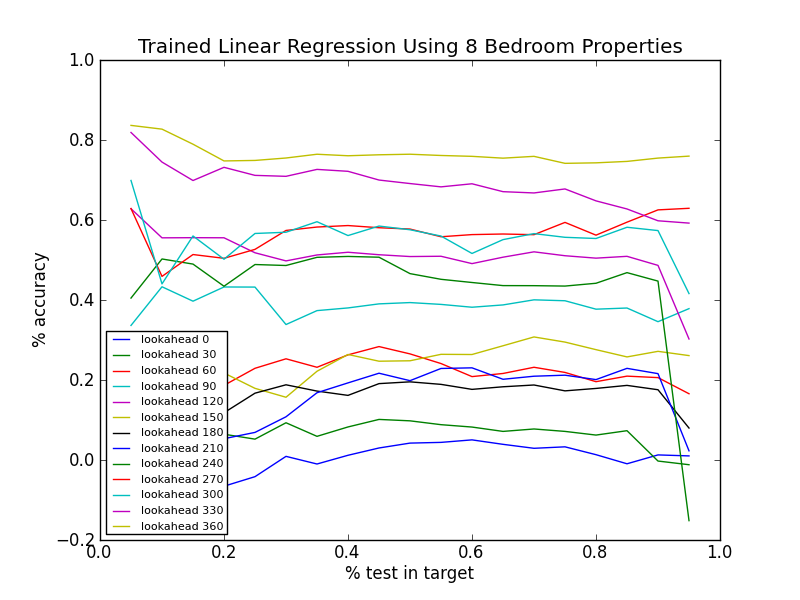 Trained Linear Regression Using 8 Bedroom Properties
1.0
0.8
0.6
0.4
0.2
0.0
−0.2
% accuracy
lookahead 0
lookahead 30
lookahead 60
lookahead 90
lookahead 120
lookahead 150
lookahead 180
lookahead 210
lookahead 240
lookahead 270
lookahead 300
lookahead 330
lookahead 360
0.0 0.2 0.4 0.6 0.8 1.0
% test in target